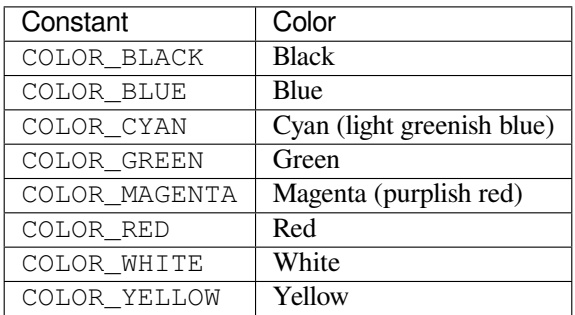 Constant Color
COLOR_BLACK Black
COLOR_BLUE Blue
COLOR_CYAN Cyan (light greenish blue)
COLOR_GREEN Green
COLOR_MAGENTA Magenta (purplish red)
COLOR_RED Red
COLOR_WHITE White
COLOR_YELLOW Yellow